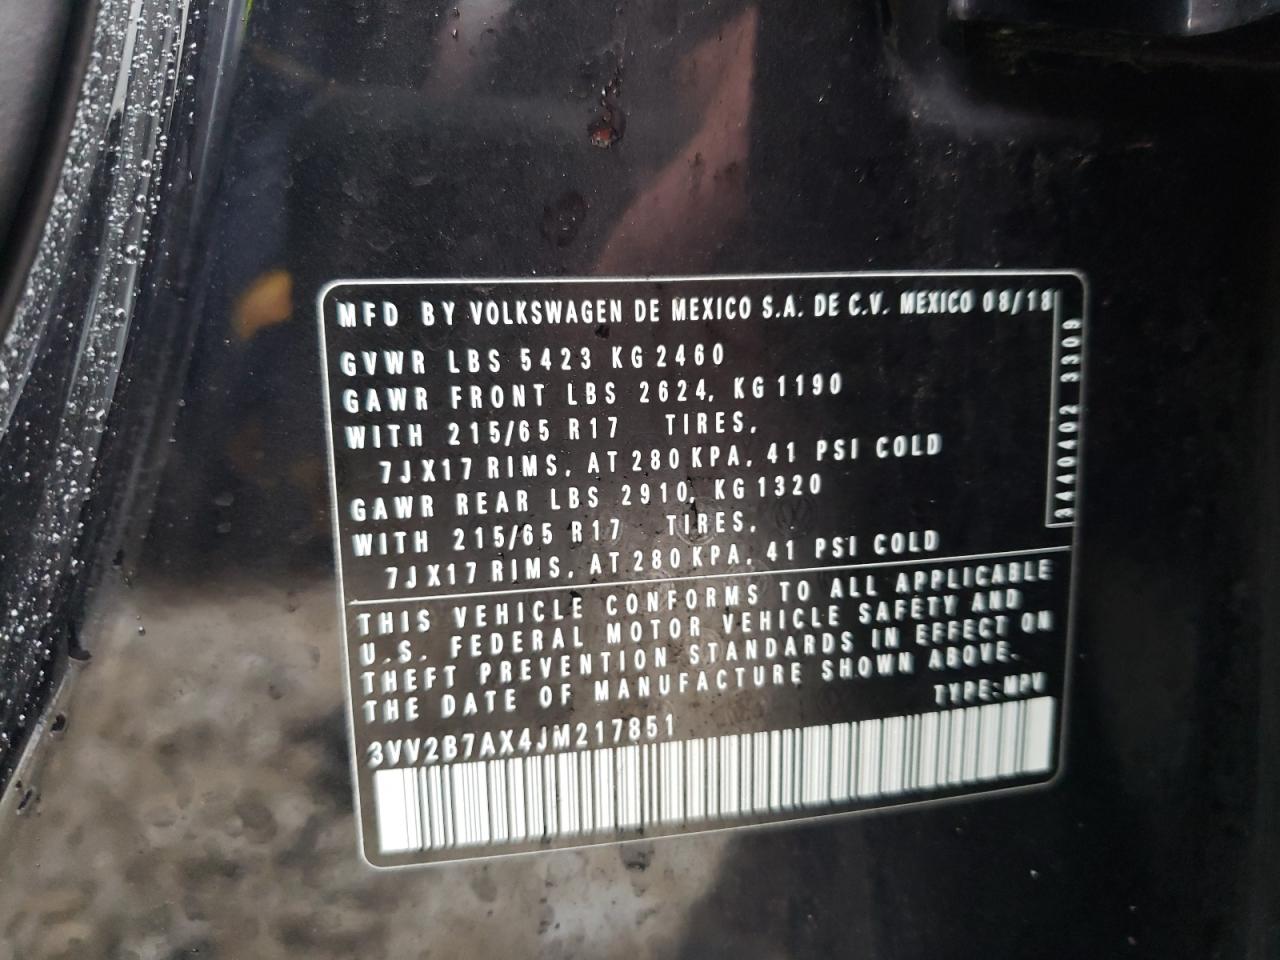 MFD BY VOLKSWAGEN DE MEXICO S.A. DE C.V. MEXICO 08/18
GVWR LBS 5423 KG 2460
GAWR FRONT LBS 2624, KG 1190
WITH 215/65 R17 TIRES,
7JX17 RIMS, AT 280 KPA, 41 PSI COLD
GAWR REAR LBS 2910, KG 1320
WITH 215/65 R17 TIRES,
7JX17 RIMS, AT 280 KPA, 41 PSI COLD
3AA0402 3309
THIS VEHICLE CONFORMS TO ALL APPLICABLE
U.S. FEDERAL MOTOR VEHICLE SAFETY AND
THEFT PREVENTION STANDARDS IN EFFECT ON
THE DATE OF MANUFACTURE SHOWN ABOVE.
TYPE: MPV
3VV2B7AX4JM217851